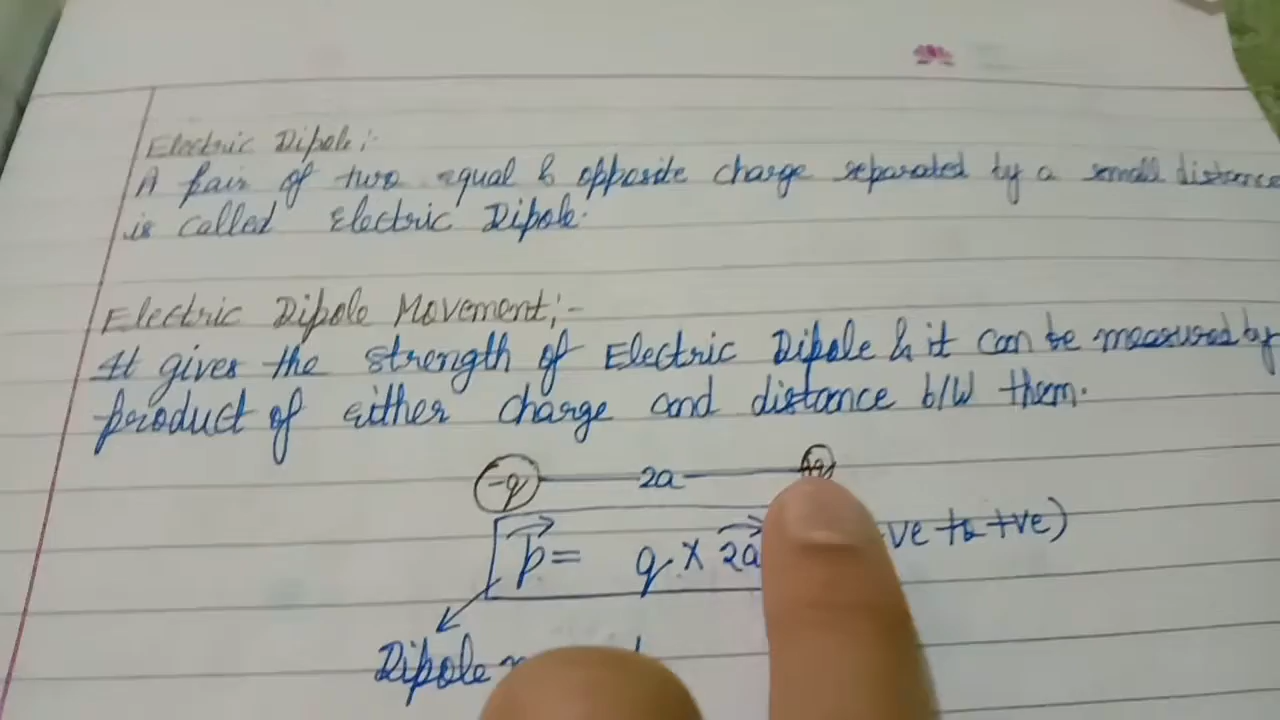 Electric Dipole:-
A pair of two equal & opposite charge separated by a small distance
is called Electric Dipole.
Electric Dipole Movement:-
It gives the strength of Electric Dipole & it can be measured by
product of either charge and distance b/w them.
-q 2a +q
p = q × 2a ve to +ve)
Dipole